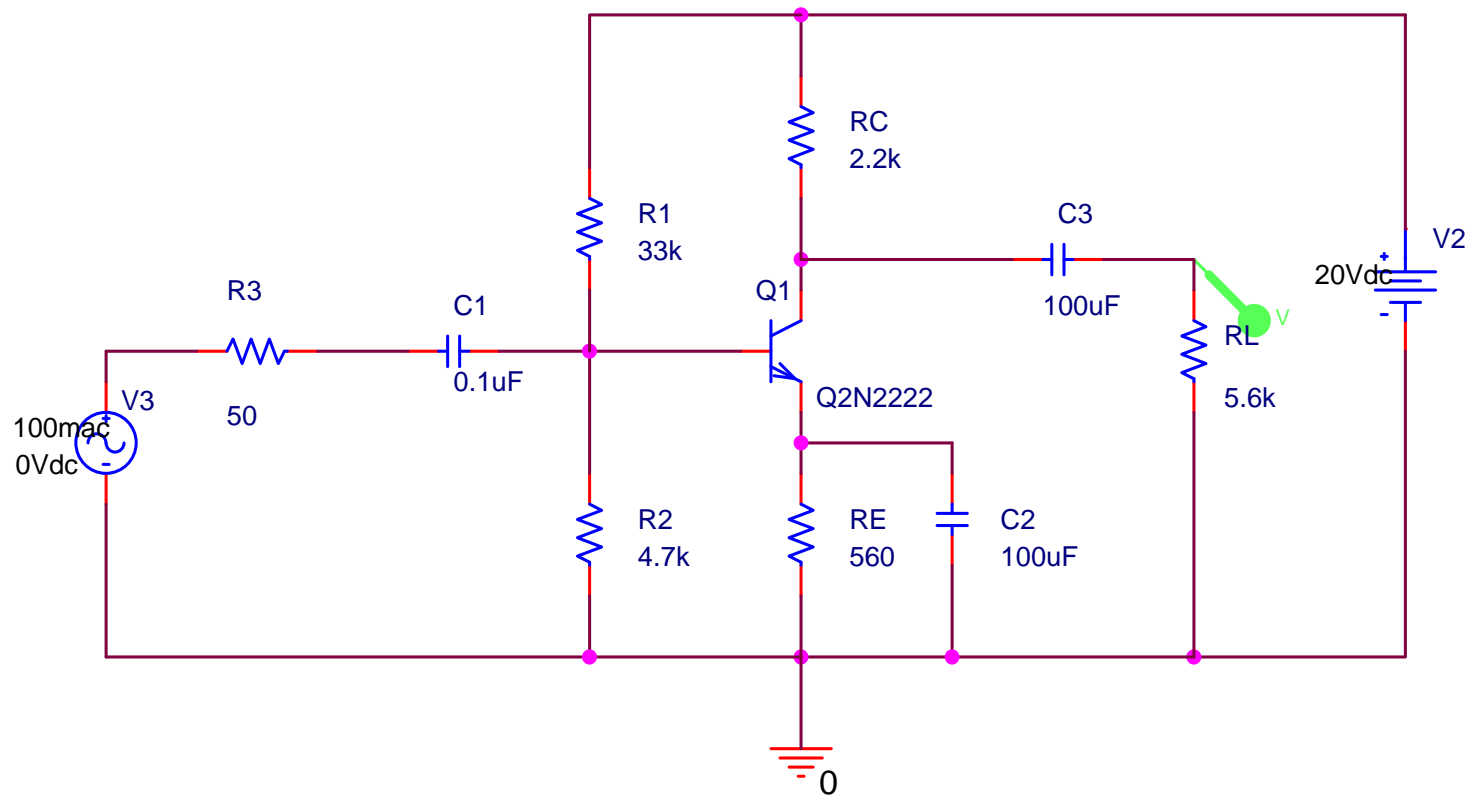 RC
2.2k
R1
33k
C3
V2
20Vdc
+
-
R3
C1
Q1
100uF
V
RL
0.1uF
V3
50
Q2N2222
5.6k
100mac
+
0Vdc
-
R2
4.7k
RE
560
C2
100uF
0